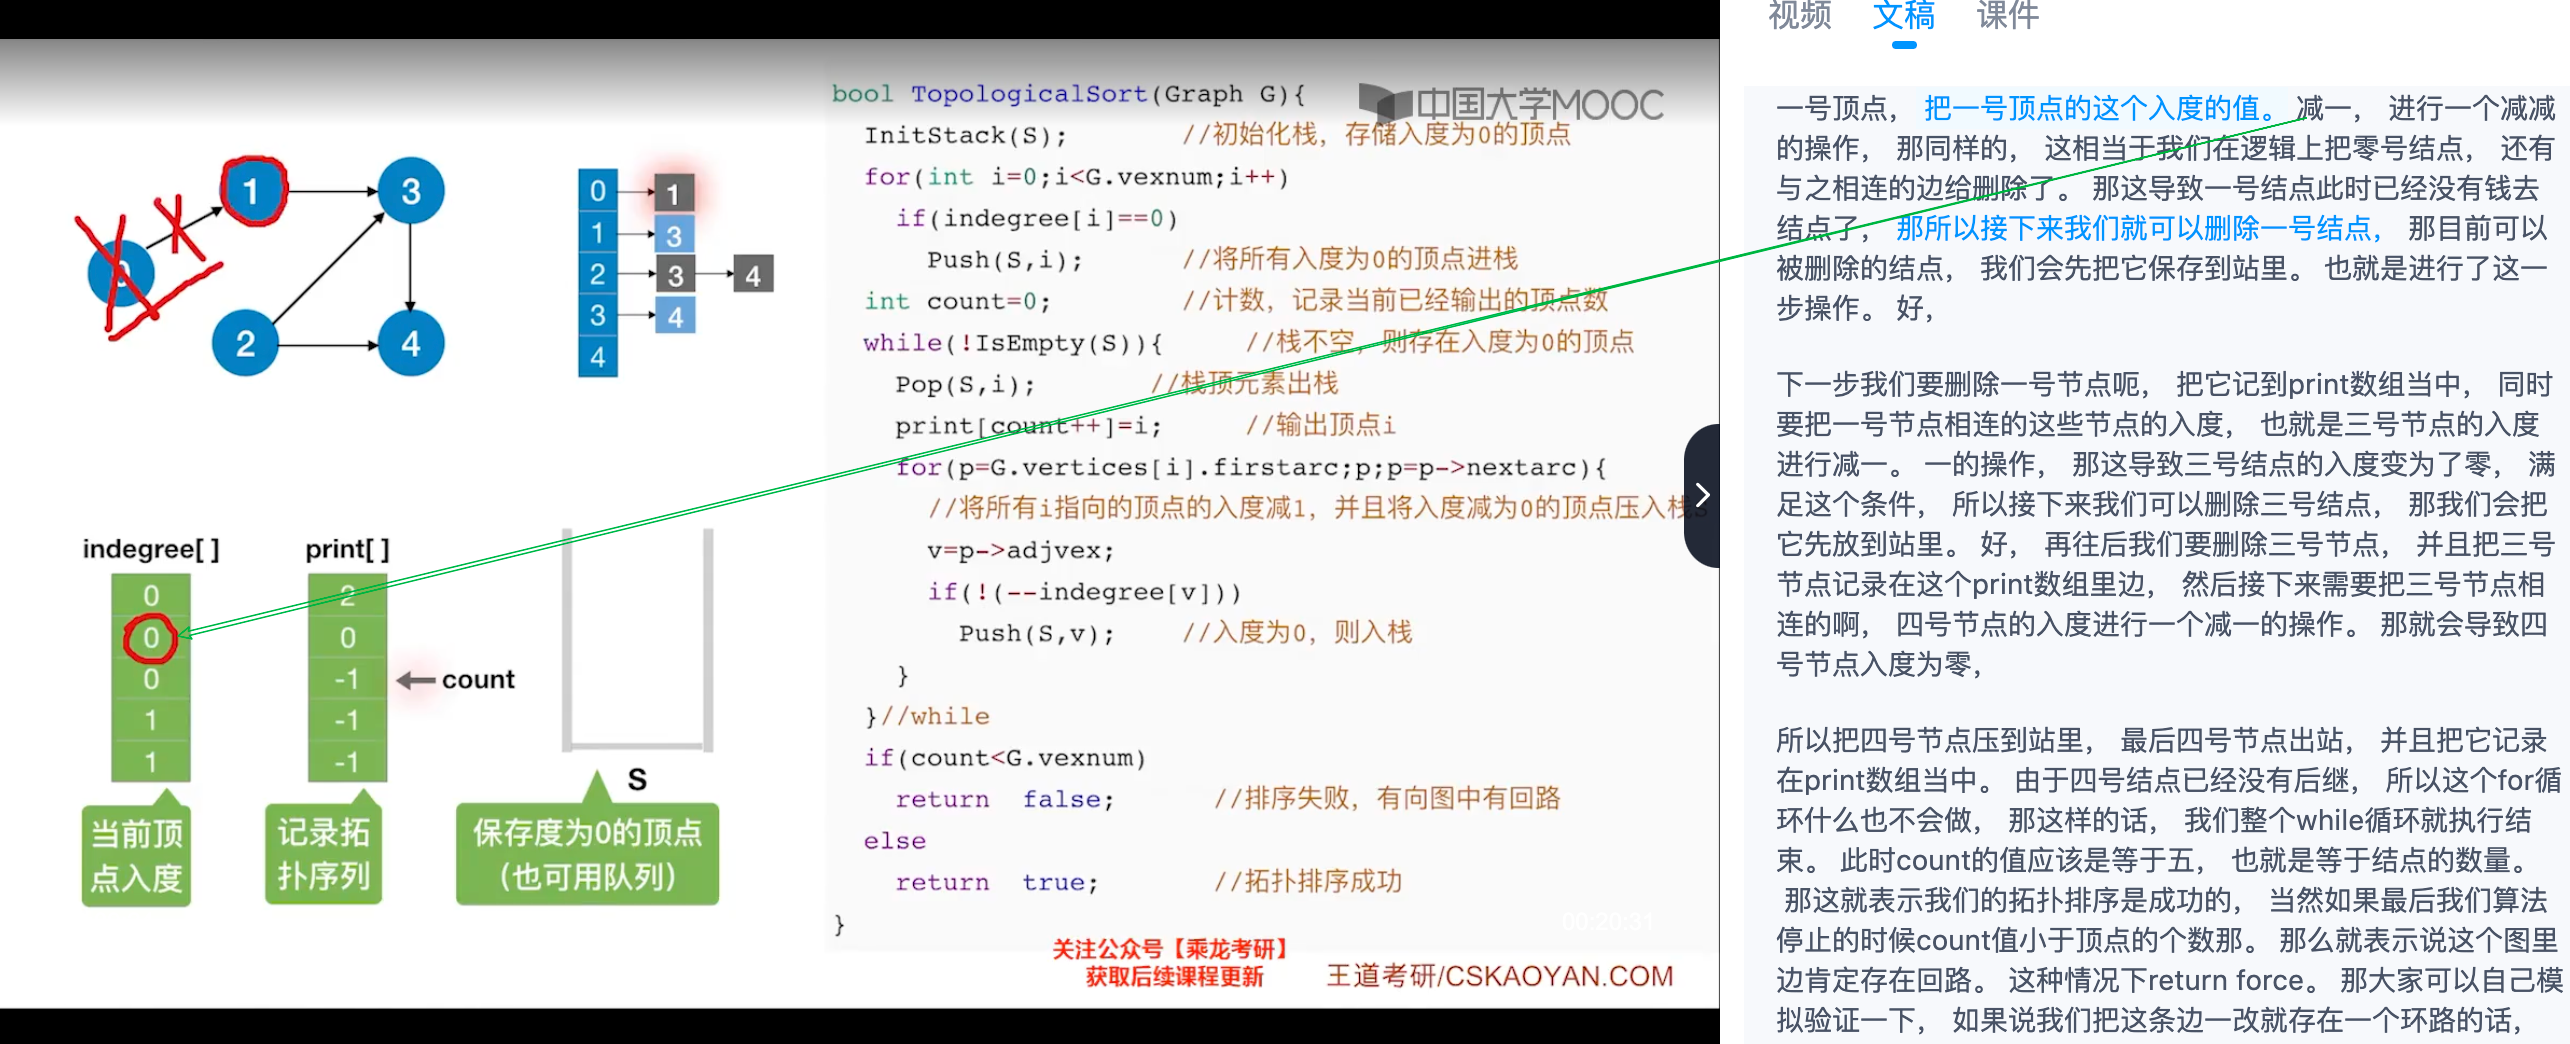 视频 文稿 课件
bool TopologicalSort(Graph G){
中国大学MOOC
InitStack(S); //初始化栈，存储入度为0的顶点
for(int i=0;i<G.vexnum;i++)
if(indegree[i]==0)
Push(S,i); //将所有入度为0的顶点进栈
int count=0; //计数，记录当前已经输出的顶点数
while(!IsEmpty(S)){ //栈不空，则存在入度为0的顶点
Pop(S,i); //栈顶元素出栈
print[count++]=i; //输出顶点i
for(p=G.vertices[i].firstarc;p;p=p->nextarc){
//将所有i指向的顶点的入度减1，并且将入度减为0的顶点压入栈S
v=p->adjvex;
if(!(--indegree[v]))
Push(S,v); //入度为0，则入栈
}
}//while
if(count<G.vexnum)
return false; //排序失败，有向图中有回路
else
return true; //拓扑排序成功
}
00:20:31
关注公众号【乘龙考研】
获取后续课程更新
王道考研/CSKAOYAN.COM
1 3
0
2 4
0 1
1 3
2 3 4
3 4
4
indegree[ ] print[ ]
0 2
0 0
0 -1 count
1 -1
1 -1
S
当前顶
点入度
记录拓
扑序列
保存度为0的顶点
（也可用队列）
一号顶点， 把一号顶点的这个入度的值。 减一， 进行一个减减
的操作， 那同样的， 这相当于我们在逻辑上把零号结点， 还有
与之相连的边给删除了。 那这导致一号结点此时已经没有钱去
结点了， 那所以接下来我们就可以删除一号结点， 那目前可以
被删除的结点， 我们会先把它保存到站里。 也就是进行了这一
步操作。 好，
下一步我们要删除一号节点呃， 把它记到print数组当中， 同时
要把一号节点相连的这些节点的入度， 也就是三号节点的入度
进行减一。 一的操作， 那这导致三号结点的入度变为了零， 满
足这个条件， 所以接下来我们可以删除三号结点， 那我们会把
它先放到站里。 好， 再往后我们要删除三号节点， 并且把三号
节点记录在这个print数组里边， 然后接下来需要把三号节点相
连的啊， 四号节点的入度进行一个减一的操作。 那就会导致四
号节点入度为零，
所以把四号节点压到站里， 最后四号节点出站， 并且把它记录
在print数组当中。 由于四号结点已经没有后继， 所以这个for循
环什么也不会做， 那这样的话， 我们整个while循环就执行结
束。 此时count的值应该是等于五， 也就是等于结点的数量。
那这就表示我们的拓扑排序是成功的， 当然如果最后我们算法
停止的时候count值小于顶点的个数那。 那么就表示说这个图里
边肯定存在回路。 这种情况下return force。 那大家可以自己模
拟验证一下， 如果说我们把这条边一改就存在一个环路的话，